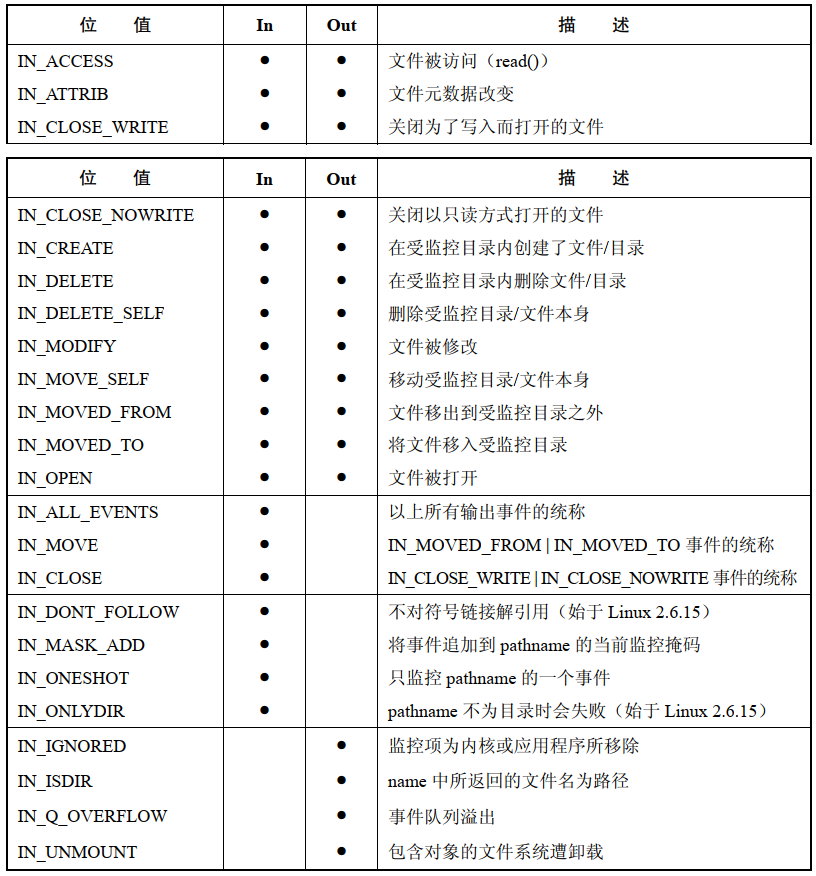 位 值 In Out 描 述
IN_ACCESS ● ● 文件被访问（read()）
IN_ATTRIB ● ● 文件元数据改变
IN_CLOSE_WRITE ● ● 关闭为了写入而打开的文件
位 值 In Out 描 述
IN_CLOSE_NOWRITE ● ● 关闭以只读方式打开的文件
IN_CREATE ● ● 在受监控目录内创建了文件/目录
IN_DELETE ● ● 在受监控目录内删除文件/目录
IN_DELETE_SELF ● ● 删除受监控目录/文件本身
IN_MODIFY ● ● 文件被修改
IN_MOVE_SELF ● ● 移动受监控目录/文件本身
IN_MOVED_FROM ● ● 文件移出到受监控目录之外
IN_MOVED_TO ● ● 将文件移入受监控目录
IN_OPEN ● ● 文件被打开
IN_ALL_EVENTS ● 以上所有输出事件的统称
IN_MOVE ● IN_MOVED_FROM | IN_MOVED_TO 事件的统称
IN_CLOSE ● IN_CLOSE_WRITE | IN_CLOSE_NOWRITE 事件的统称
IN_DONT_FOLLOW ● 不对符号链接解引用（始于 Linux 2.6.15）
IN_MASK_ADD ● 将事件追加到 pathname 的当前监控掩码
IN_ONESHOT ● 只监控 pathname 的一个事件
IN_ONLYDIR ● pathname 不为目录时会失败（始于 Linux 2.6.15）
IN_IGNORED ● 监控项为内核或应用程序所移除
IN_ISDIR ● name 中所返回的文件名为路径
IN_Q_OVERFLOW ● 事件队列溢出
IN_UNMOUNT ● 包含对象的文件系统遭卸载